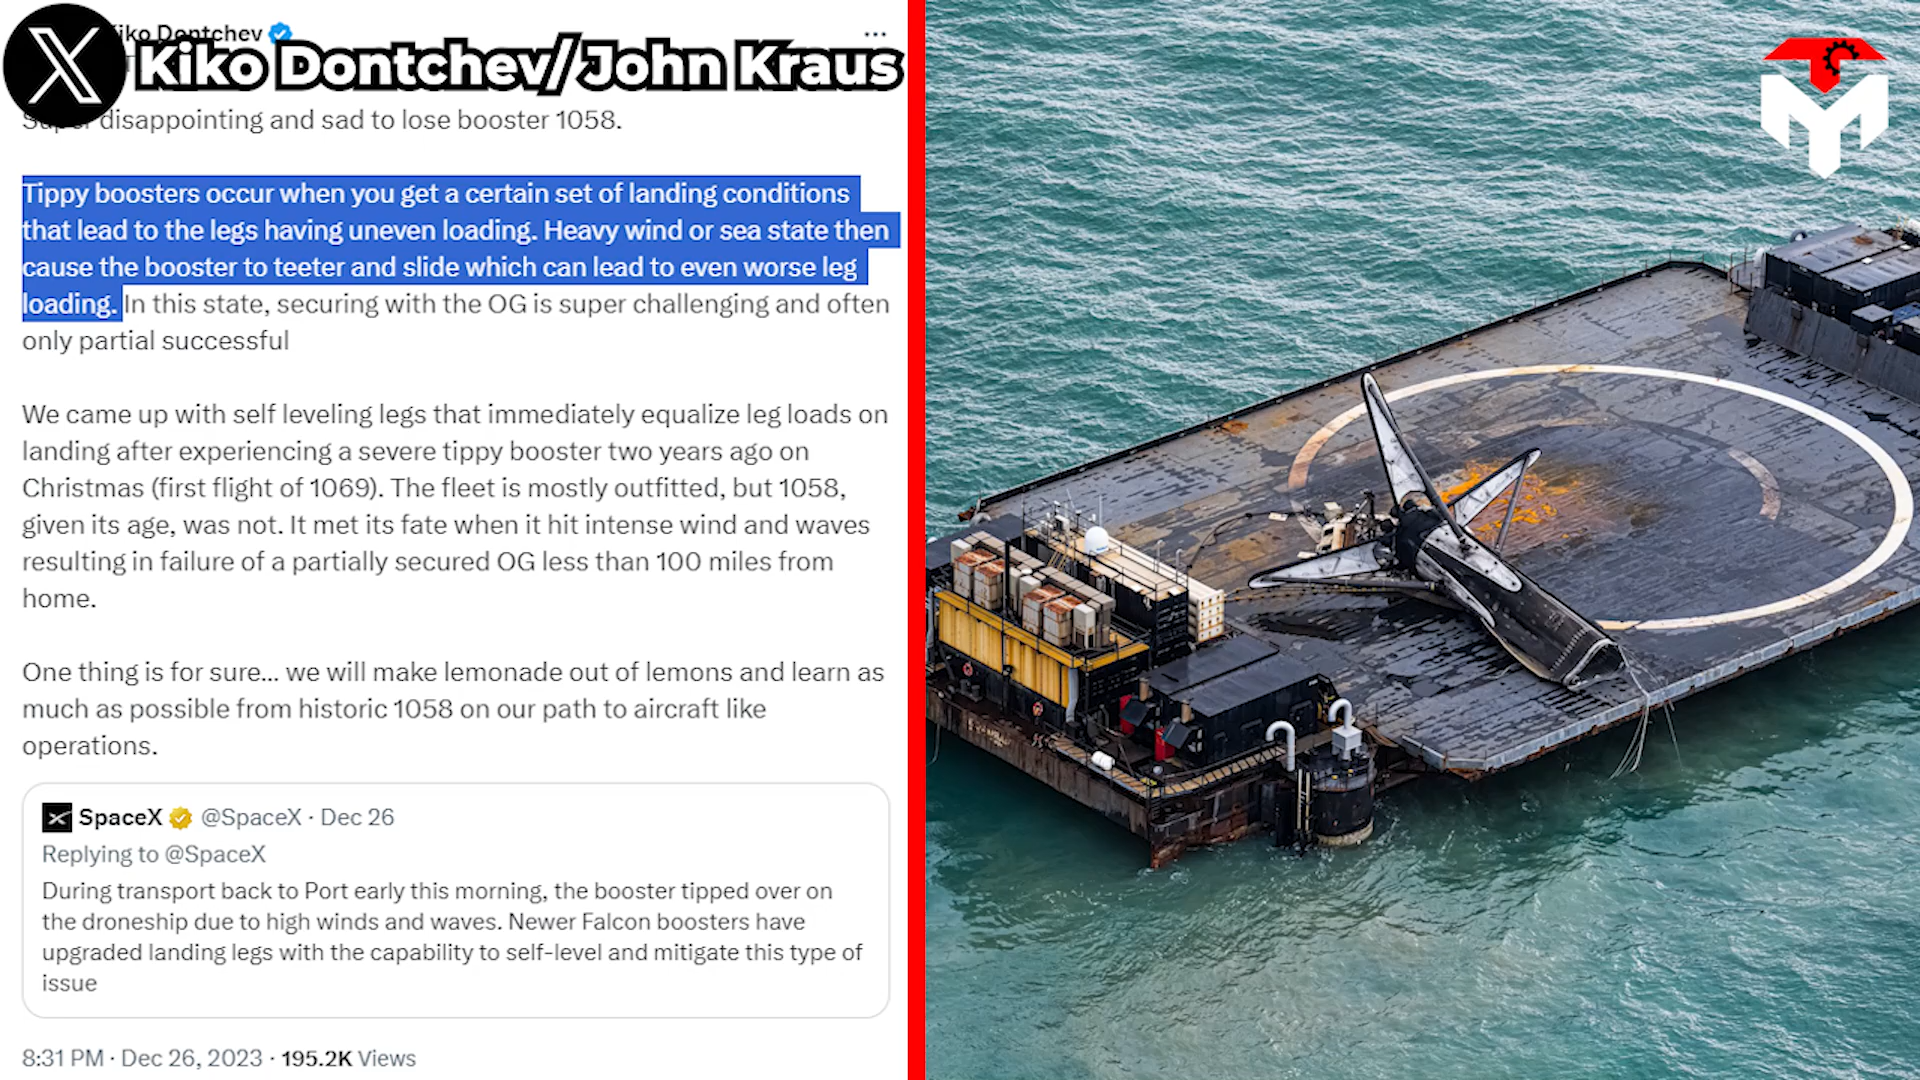 Kiko Dontchev
Kiko Dontchev/John Kraus
disappointing and sad to lose booster 1058.
Tippy boosters occur when you get a certain set of landing conditions
that lead to the legs having uneven loading. Heavy wind or sea state then
cause the booster to teeter and slide which can lead to even worse leg
loading. In this state, securing with the OG is super challenging and often
only partial successful
We came up with self leveling legs that immediately equalize leg loads on
landing after experiencing a severe tippy booster two years ago on
Christmas (first flight of 1069). The fleet is mostly outfitted, but 1058,
given its age, was not. It met its fate when it hit intense wind and waves
resulting in failure of a partially secured OG less than 100 miles from
home.
One thing is for sure... we will make lemonade out of lemons and learn as
much as possible from historic 1058 on our path to aircraft like
operations.
SpaceX @SpaceX · Dec 26
Replying to @SpaceX
During transport back to Port early this morning, the booster tipped over on
the droneship due to high winds and waves. Newer Falcon boosters have
upgraded landing legs with the capability to self-level and mitigate this type of
issue
8:31 PM · Dec 26, 2023 · 195.2K Views